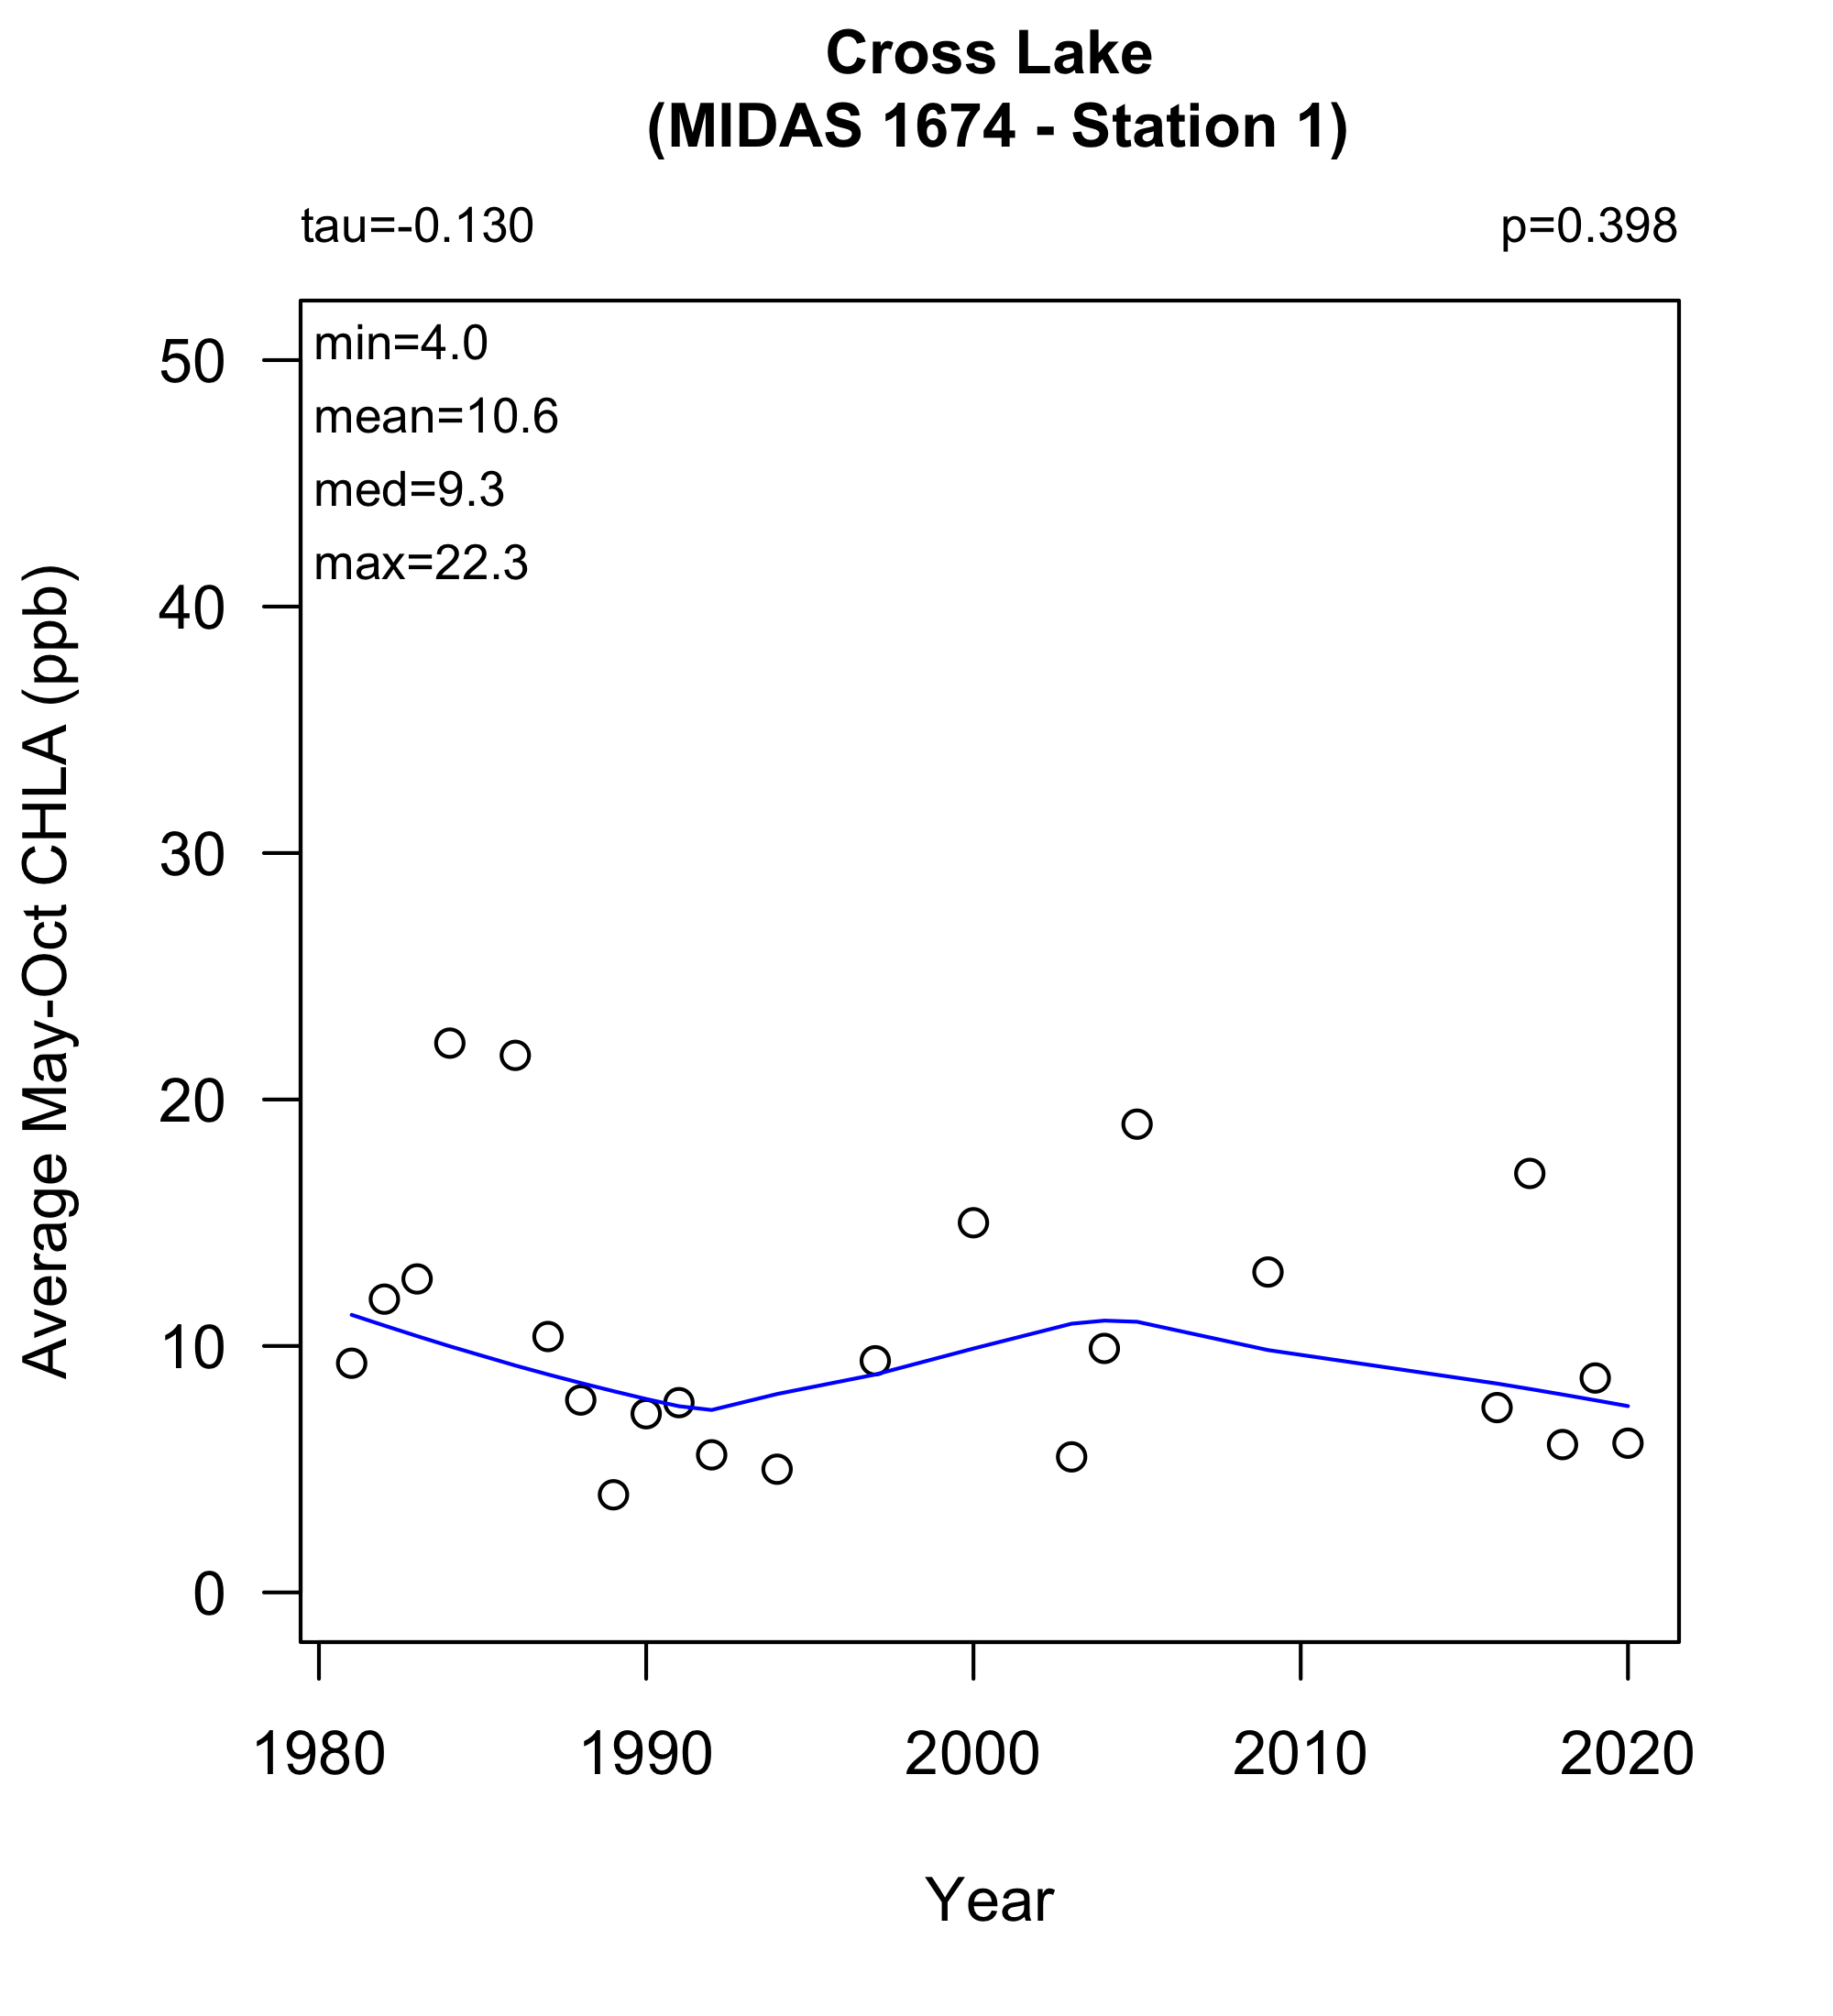 Cross Lake
(MIDAS 1674 - Station 1)
tau=-0.130
p=0.398
min=4.0
mean=10.6
med=9.3
max=22.3
Average May-Oct CHLA (ppb)
50
40
30
20
10
0
1980 1990 2000 2010 2020
Year